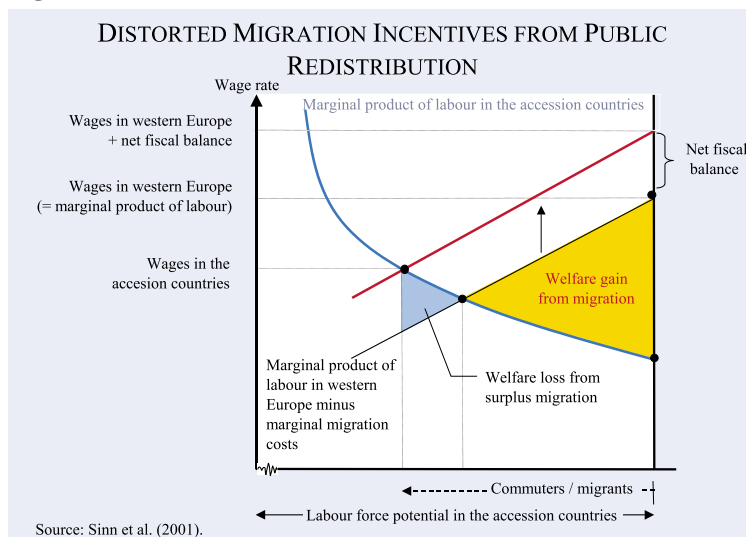 DISTORTED MIGRATION INCENTIVES FROM PUBLIC
REDISTRIBUTION
Wage rate
Marginal product of labour in the accession countries
Wages in western Europe
+ net fiscal balance
Net fiscal
balance
Wages in western Europe
(= marginal product of labour)
Wages in the
accesion countries
Welfare gain
from migration
Marginal product of
labour in western
Europe minus
marginal migration
costs
Welfare loss from
surplus migration
Commuters / migrants
Labour force potential in the accession countries
Source: Sinn et al. (2001).